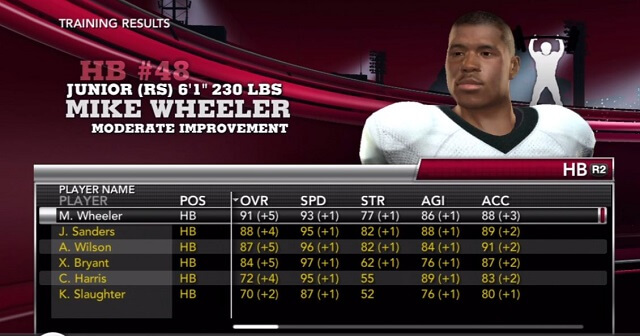 TRAINING RESULTS
HB #48
JUNIOR (RS) 6'1" 230 LBS
MIKE WHEELER
MODERATE IMPROVEMENT
HB R2
PLAYER NAME
PLAYER POS OVR SPD STR AGI ACC
M. Wheeler HB 91 (+5) 93 (+1) 77 (+1) 86 (+1) 88 (+3)
J. Sanders HB 88 (+4) 95 (+1) 82 (+1) 88 (+1) 89 (+2)
A. Wilson HB 87 (+5) 96 (+1) 82 (+1) 84 (+1) 91 (+2)
X. Bryant HB 84 (+5) 97 (+1) 62 (+1) 76 (+1) 87 (+2)
C. Harris HB 72 (+4) 95 (+1) 55 89 (+1) 83 (+2)
K. Slaughter HB 70 (+2) 87 (+1) 52 76 (+1) 80 (+1)